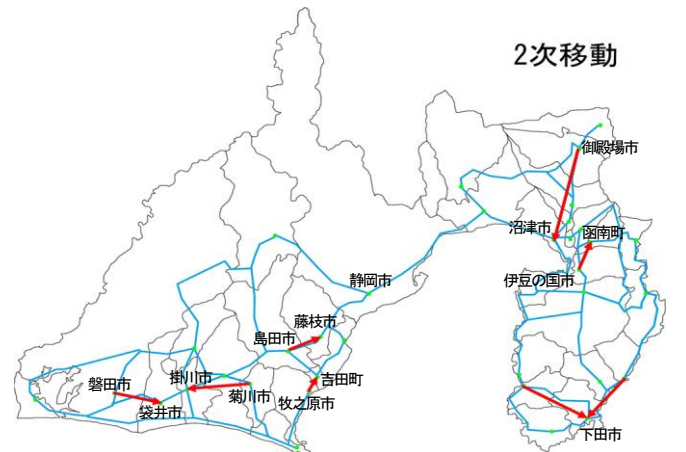 2次移動
御殿場市
沼津市
函南町
伊豆の国市
静岡市
藤枝市
島田市
掛川市
吉田町
磐田市
菊川市
牧之原市
袋井市
下田市